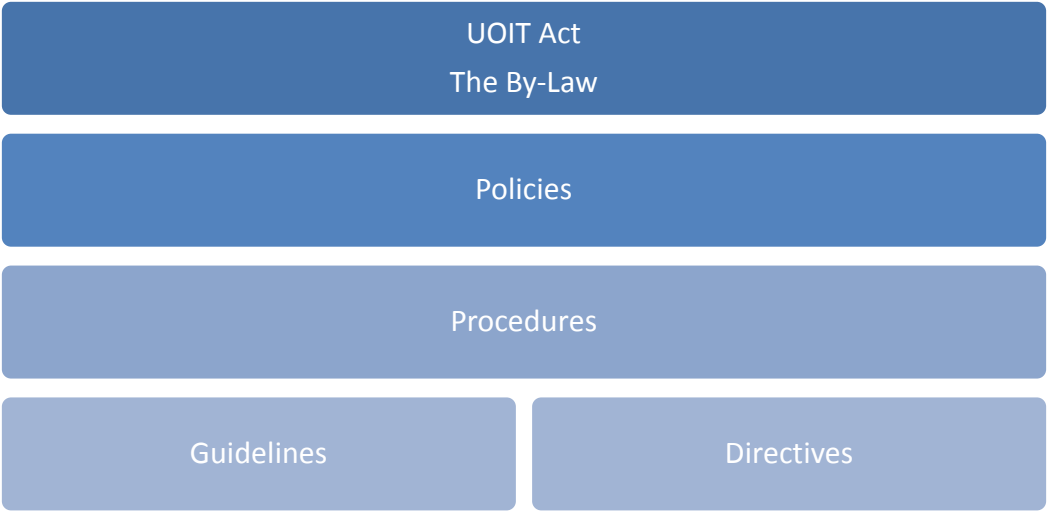 UOIT Act
The By-Law
Policies
Procedures
Guidelines
Directives